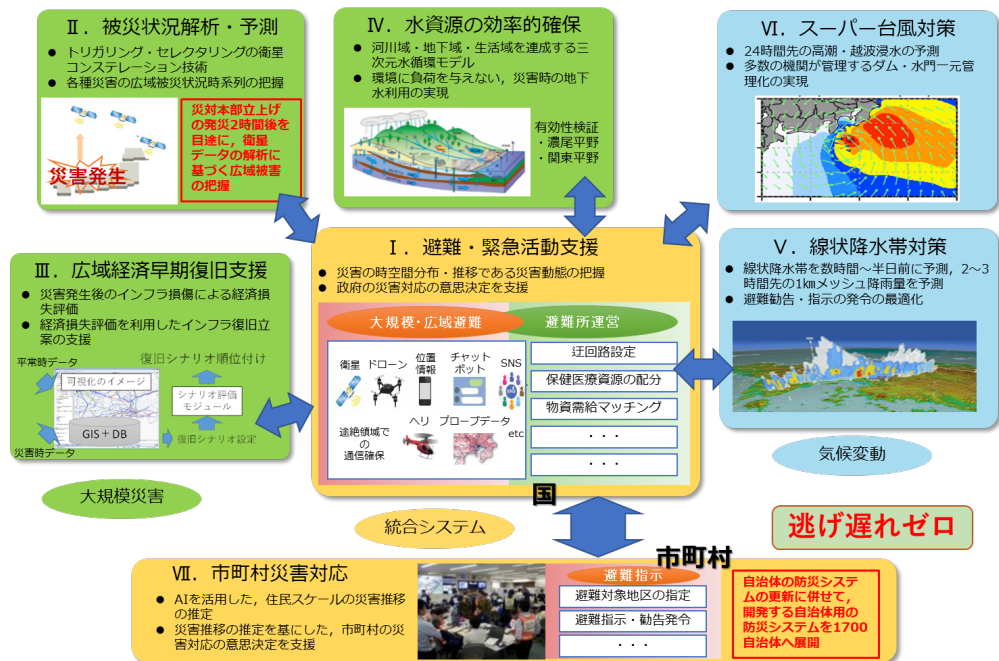 Ⅱ．被災状況解析・予測
● トリガリング・セレクタリングの衛星
コンステレーション技術
● 各種災害の広域被災状況時系列の把握
災害発生
災対本部立上げ
の発災2時間後を
目途に，衛星
データの解析に
基づく広域被害
の把握
Ⅳ．水資源の効率的確保
● 河川域・地下域・生活域を連成する三
次元水循環モデル
● 環境に負荷を与えない，災害時の地下
水利用の実現
有効性検証
・濃尾平野
・関東平野
Ⅵ．スーパー台風対策
● 24時間先の高潮・越波浸水の予測
● 多数の機関が管理するダム・水門一元管
理化の実現
Ⅲ．広域経済早期復旧支援
● 災害発生後のインフラ損傷による経済損
失評価
● 経済損失評価を利用したインフラ復旧立
案の支援
平常時データ
復旧シナリオ順位付け
可視化のイメージ
シナリオ評価
モジュール
GIS＋DB
復旧シナリオ設定
災害時データ
大規模災害
Ⅰ．避難・緊急活動支援
● 災害の時空間分布・推移である災害動態の把握
● 政府の災害対応の意思決定を支援
大規模・広域避難
衛星
ドローン
位置
情報
チャット
ボット
SNS
途絶領域で
の
通信確保
ヘリ
プローブデータ
etc
避難所運営
迂回路設定
保健医療資源の配分
物資需給マッチング
・・・
・・・
国
統合システム
Ⅴ．線状降水帯対策
● 線状降水帯を数時間～半日前に予測，2～3
時間先の1㎞メッシュ降雨量を予測
● 避難勧告・指示の発令の最適化
気候変動
逃げ遅れゼロ
市町村
Ⅶ．市町村災害対応
● AIを活用した，住民スケールの災害推移
の推定
● 災害推移の推定を基にした，市町村の災
害対応の意思決定を支援
避難指示
避難対象地区の指定
避難指示・勧告発令
・・・
自治体の防災システ
ムの更新に併せて，
開発する自治体用の
防災システムを1700
自治体へ展開